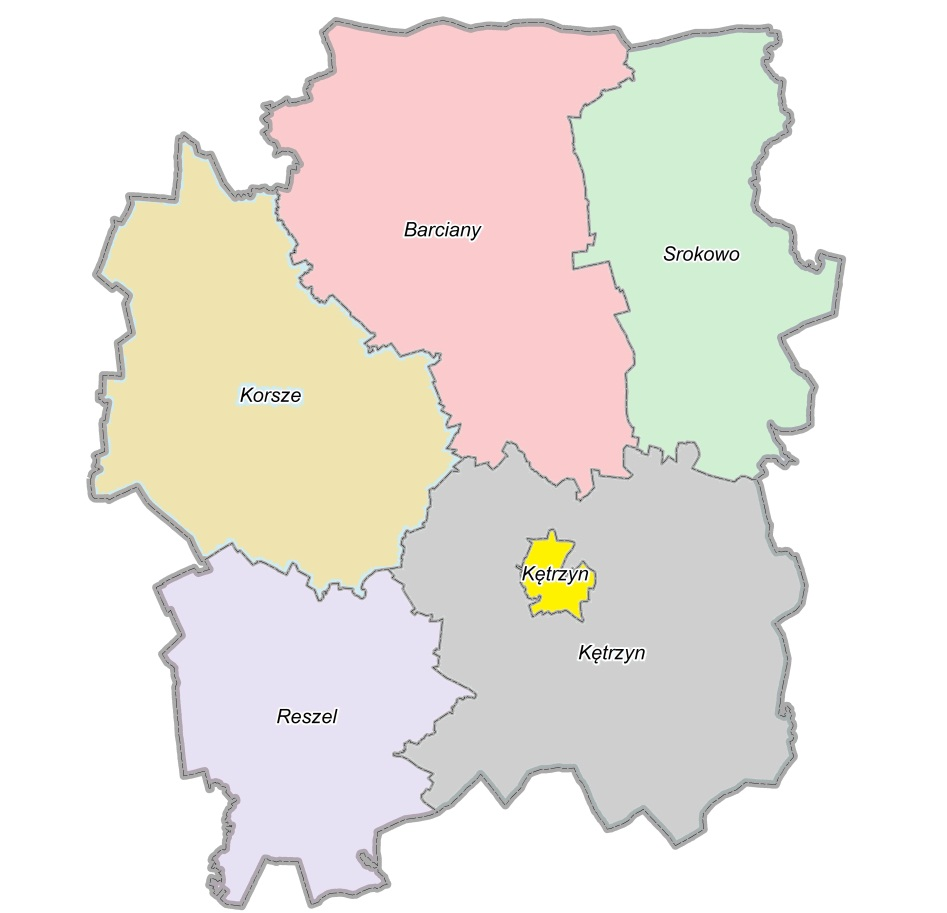 Barciany
Srokowo
Korsze
Kętrzyn
Kętrzyn
Reszel